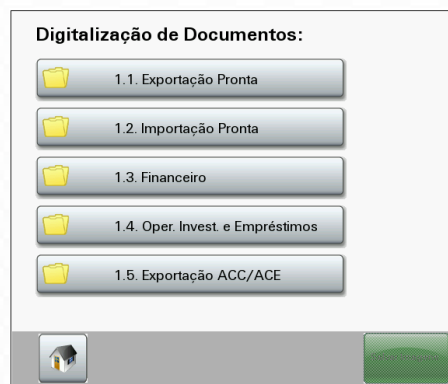 Digitalização de Documentos:
1.1. Exportação Pronta
1.2. Importação Pronta
1.3. Financeiro
1.4. Oper. Invest. e Empréstimos
1.5. Exportação ACC/ACE